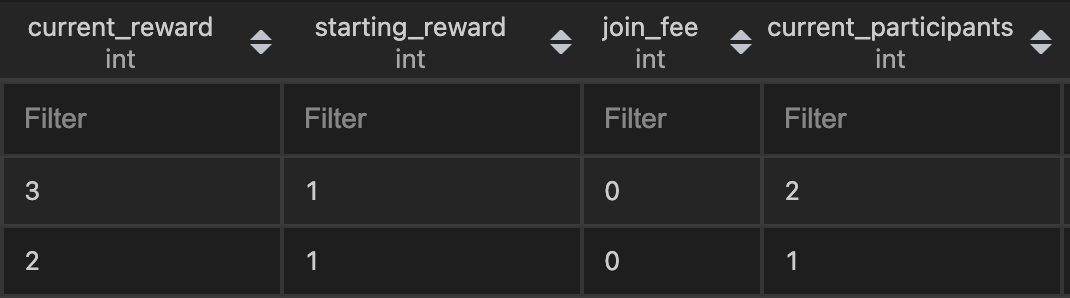 current_reward starting_reward join_fee current_participants
int int int int
Filter Filter Filter Filter
3 1 0 2
2 1 0 1